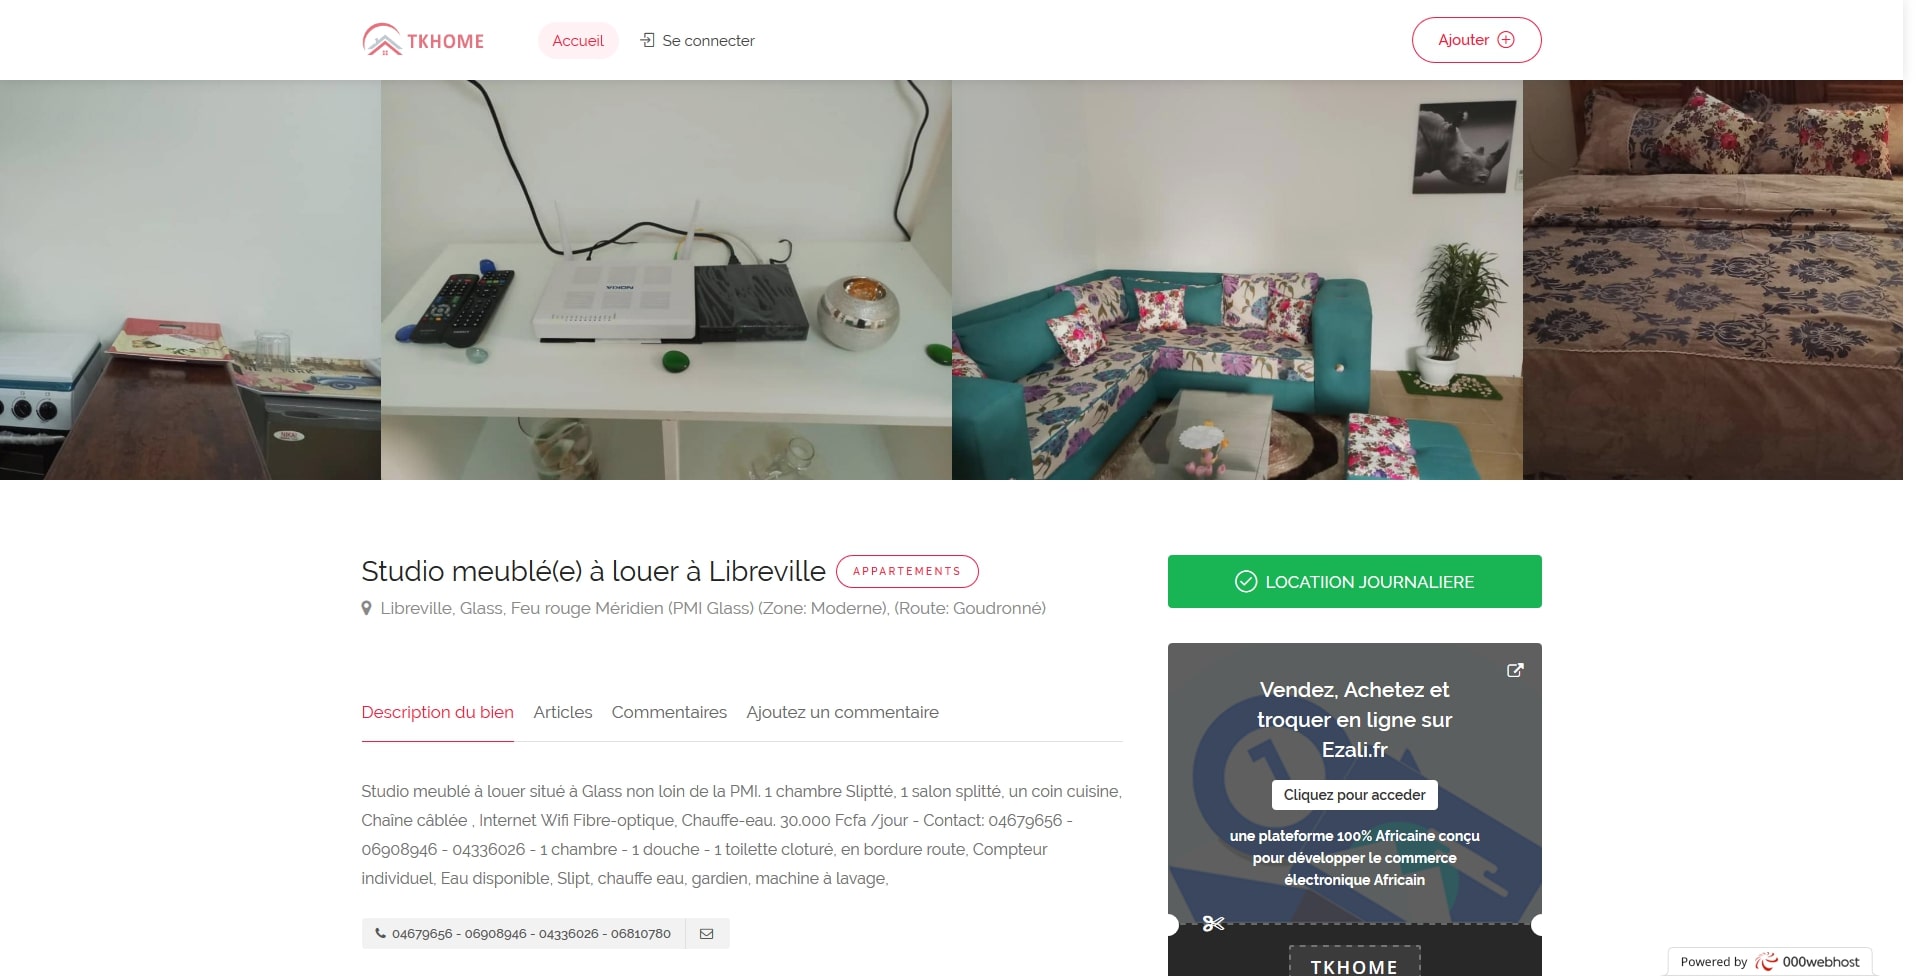 TKHOME
Accueil
Se connecter
Ajouter
NOKIA
NIKAI
Studio meublé(e) à louer à Libreville
APPARTEMENTS
Libreville, Glass, Feu rouge Méridien (PMI Glass) (Zone: Moderne), (Route: Goudronné)
LOCATIION JOURNALIERE
Description du bien
Articles
Commentaires
Ajoutez un commentaire
Studio meublé à louer situé à Glass non loin de la PMI. 1 chambre Sliptté, 1 salon splitté, un coin cuisine,
Chaîne câblée , Internet Wifi Fibre-optique, Chauffe-eau. 30.000 Fcfa /jour - Contact: 04679656 -
06908946 - 04336026 - 1 chambre - 1 douche - 1 toilette cloturé, en bordure route, Compteur
individuel, Eau disponible, Slipt, chauffe eau, gardien, machine à lavage,
04679656 - 06908946 - 04336026 - 06810780
Vendez, Achetez et
troquer en ligne sur
Ezali.fr
Cliquez pour acceder
une plateforme 100% Africaine conçu
pour développer le commerce
électronique Africain
TKHOME
Powered by 000webhost